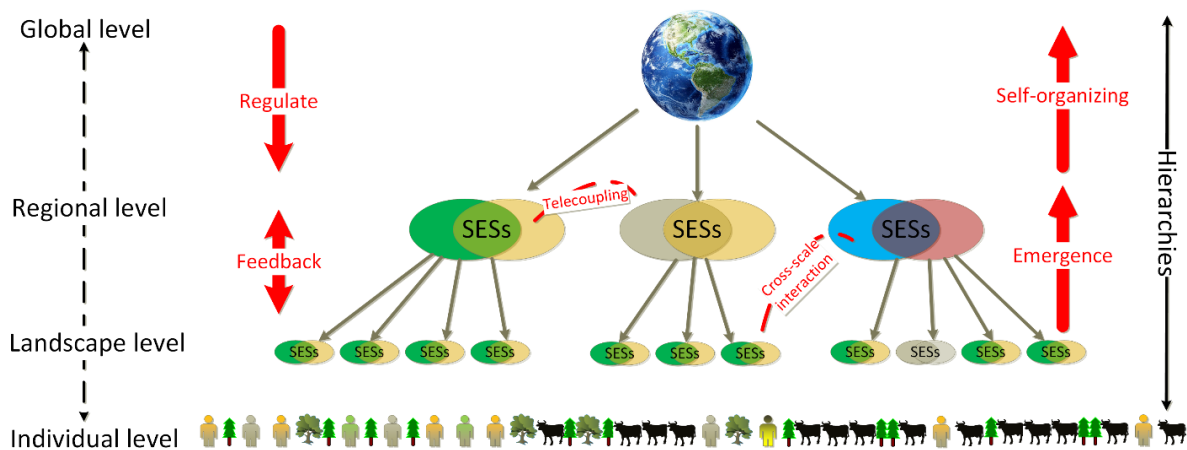 Global level
Regulate
Self-organizing
Hierarchies
Regional level
Telecoupling
SESs
SESs
SESs
Feedback
Cross-scale
interaction
Emergence
Landscape level
SESs
SESs
SESs
SESs
SESs
SESs
SESs
SESs
SESs
SESs
SESs
Individual level